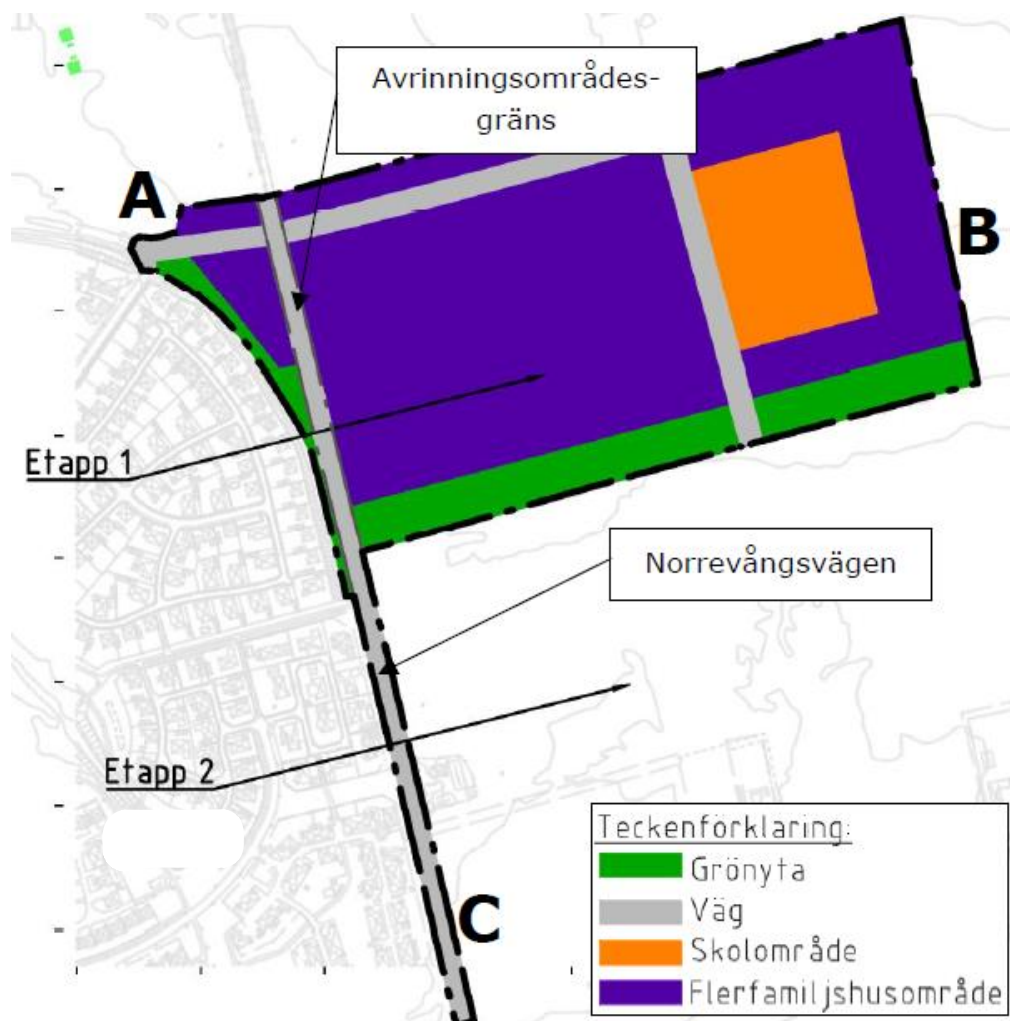 Avrinningsområdes-
gräns
A
B
Etapp 1
Norrevångsvägen
Etapp 2
C
Teckenförklaring:
Grönyta
Väg
Skolområde
Flerfamiljshusområde